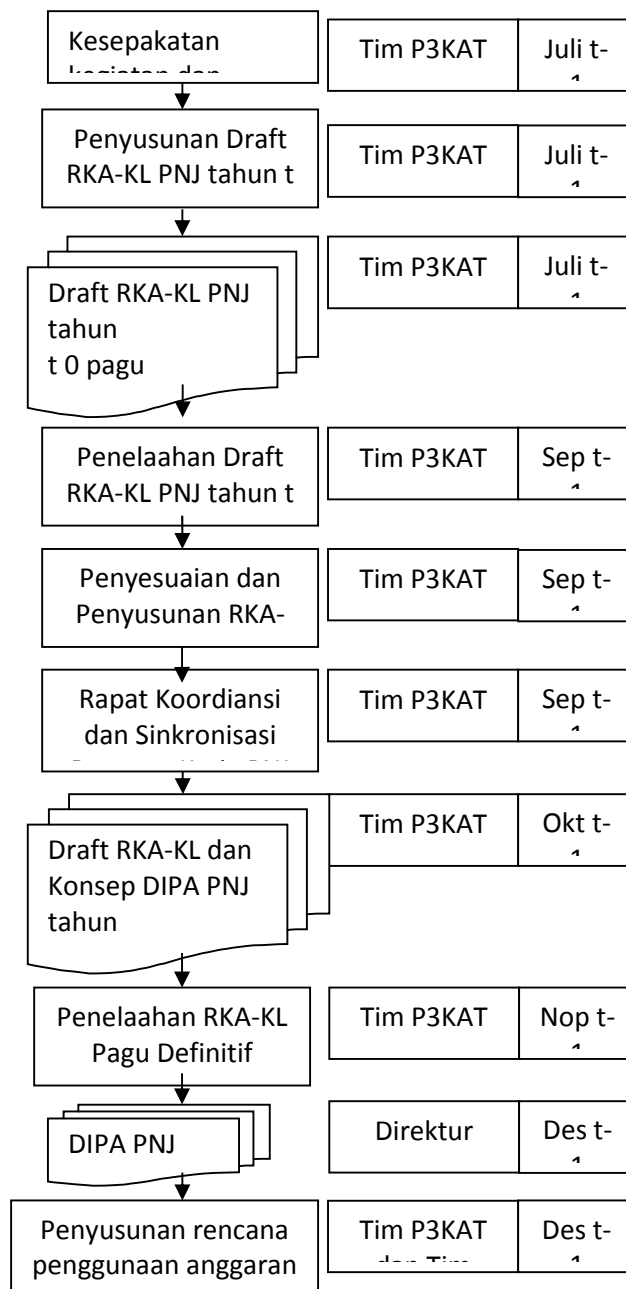 Kesepakatan
Tim P3KAT
Juli t-
Penyusunan Draft
RKA-KL PNJ tahun t
Tim P3KAT
Juli t-
Draft RKA-KL PNJ
tahun
t 0 pagu
Tim P3KAT
Juli t-
Penelaahan Draft
RKA-KL PNJ tahun t
Tim P3KAT
Sep t-
Penyesuaian dan
Penyusunan RKA-
Tim P3KAT
Sep t-
Rapat Koordiansi
dan Sinkronisasi
Tim P3KAT
Sep t-
Draft RKA-KL dan
Konsep DIPA PNJ
tahun
Tim P3KAT
Okt t-
Penelaahan RKA-KL
Pagu Definitif
Tim P3KAT
Nop t-
DIPA PNJ
Direktur
Des t-
Penyusunan rencana
penggunaan anggaran
Tim P3KAT
Des t-